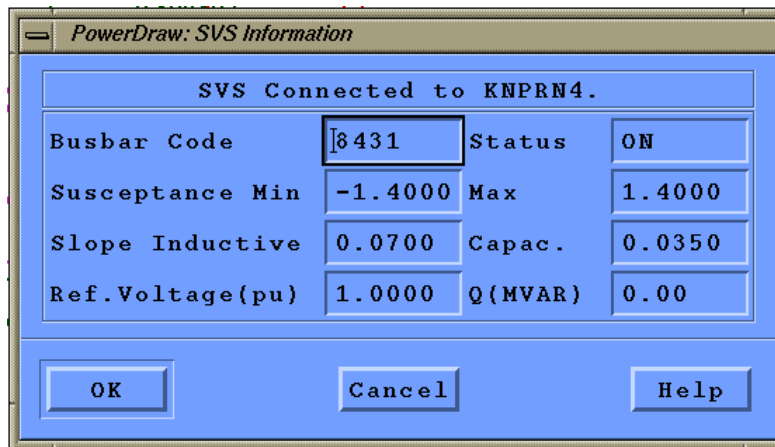 PowerDraw: SVS Information
SVS Connected to KNPRN4.
Busbar Code 8431 Status ON
Susceptance Min -1.4000 Max 1.4000
Slope Inductive 0.0700 Capac. 0.0350
Ref.Voltage(pu) 1.0000 Q(MVAR) 0.00
OK Cancel Help